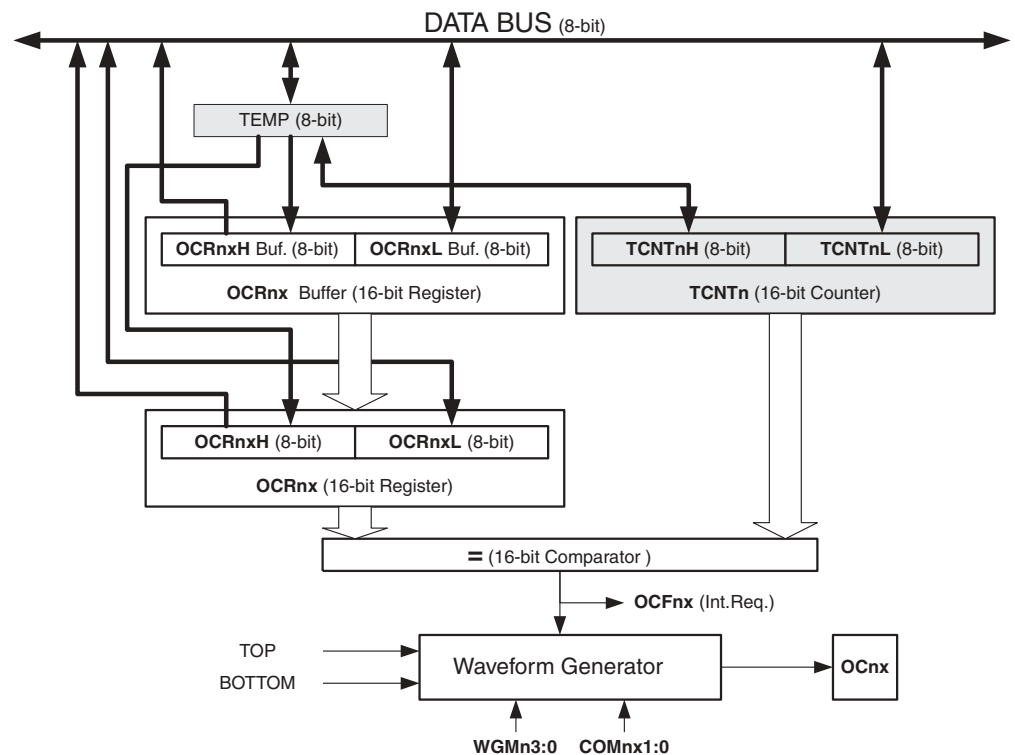 DATA BUS (8-bit)
TEMP (8-bit)
OCRnxH Buf. (8-bit) OCRnxL Buf. (8-bit)
OCRnx Buffer (16-bit Register)
TCNTnH (8-bit) TCNTnL (8-bit)
TCNTn (16-bit Counter)
OCRnxH (8-bit) OCRnxL (8-bit)
OCRnx (16-bit Register)
= (16-bit Comparator )
OCFnx (Int.Req.)
TOP
BOTTOM
Waveform Generator
OCnx
WGMn3:0 COMnx1:0